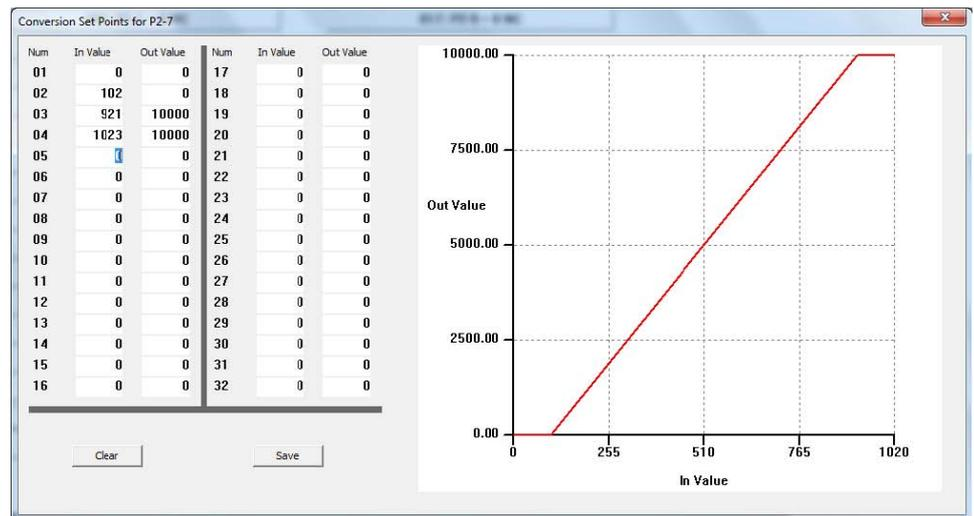 Conversion Set Points for P2-7
Num In Value Out Value Num In Value Out Value
01 0 0 17 0 0
02 102 0 18 0 0
03 921 10000 19 0 0
04 1023 10000 20 0 0
05 0 0 21 0 0
06 0 0 22 0 0
07 0 0 23 0 0
08 0 0 24 0 0
09 0 0 25 0 0
10 0 0 26 0 0
11 0 0 27 0 0
12 0 0 28 0 0
13 0 0 29 0 0
14 0 0 30 0 0
15 0 0 31 0 0
16 0 0 32 0 0
Clear Save
10000.00
7500.00
Out Value
5000.00
2500.00
0.00
0 255 510 765 1020
In Value